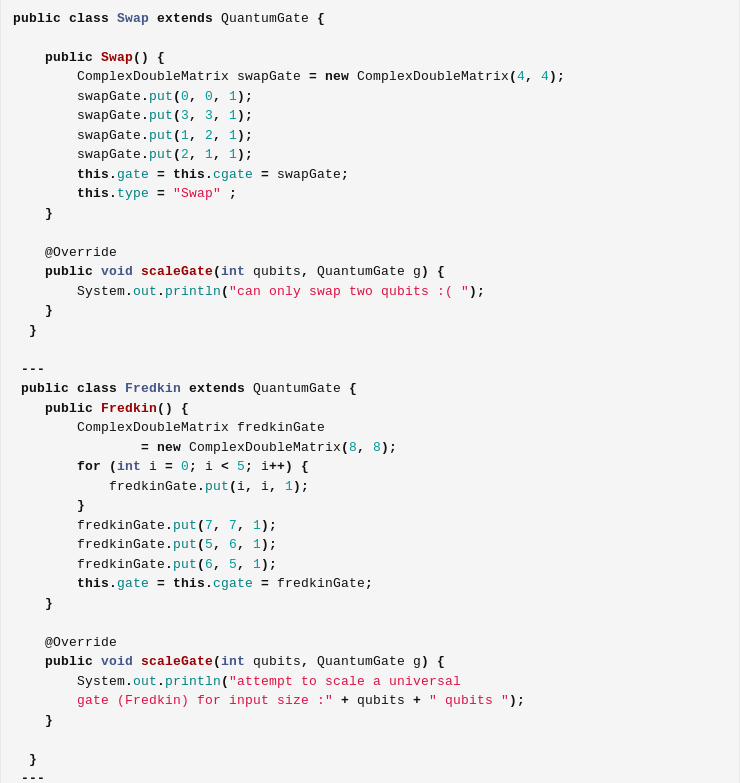 public class Swap extends QuantumGate {
public Swap() {
ComplexDoubleMatrix swapGate = new ComplexDoubleMatrix(4, 4);
swapGate.put(0, 0, 1);
swapGate.put(3, 3, 1);
swapGate.put(1, 2, 1);
swapGate.put(2, 1, 1);
this.gate = this.cgate = swapGate;
this.type = "Swap" ;
}
@Override
public void scaleGate(int qubits, QuantumGate g) {
System.out.println("can only swap two qubits :( ");
}
}
---
public class Fredkin extends QuantumGate {
public Fredkin() {
ComplexDoubleMatrix fredkinGate
= new ComplexDoubleMatrix(8, 8);
for (int i = 0; i < 5; i++) {
fredkinGate.put(i, i, 1);
}
fredkinGate.put(7, 7, 1);
fredkinGate.put(5, 6, 1);
fredkinGate.put(6, 5, 1);
this.gate = this.cgate = fredkinGate;
}
@Override
public void scaleGate(int qubits, QuantumGate g) {
System.out.println("attempt to scale a universal
gate (Fredkin) for input size :" + qubits + " qubits ");
}
}
---